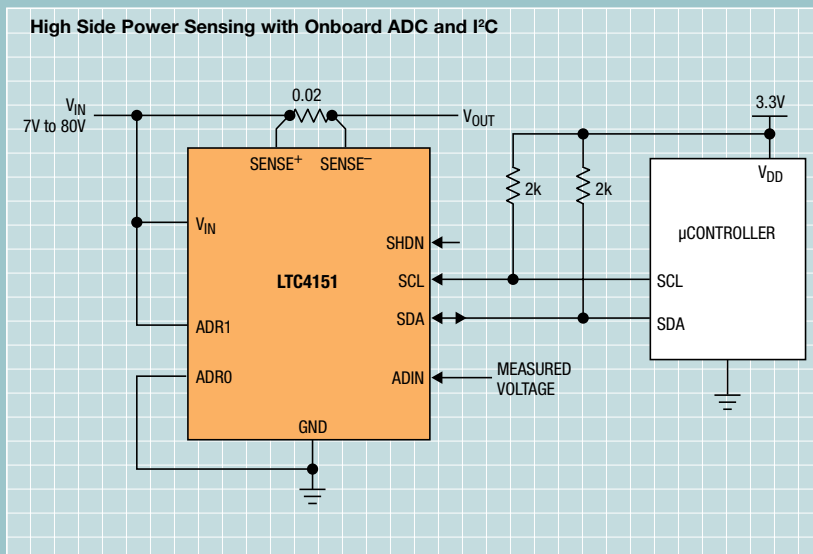 High Side Power Sensing with Onboard ADC and I²C
0.02
VIN
7V to 80V
VOUT
3.3V
SENSE+ SENSE–
2k
2k
VDD
VIN
µCONTROLLER
SHDN
LTC4151
SCL
SCL
SDA
SDA
ADR1
ADR0
ADIN
MEASURED
VOLTAGE
GND